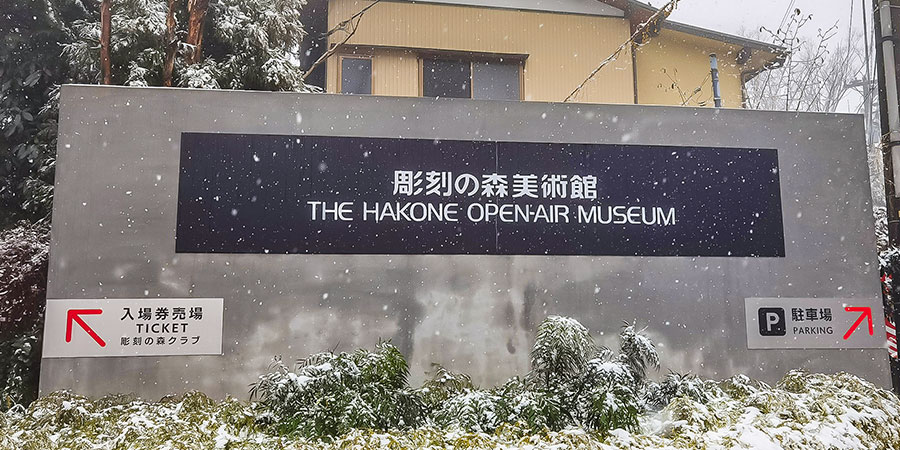 彫刻の森美術館
THE HAKONE OPEN-AIR MUSEUM
入場券売場
TICKET
彫刻の森クラブ
P 駐車場
PARKING